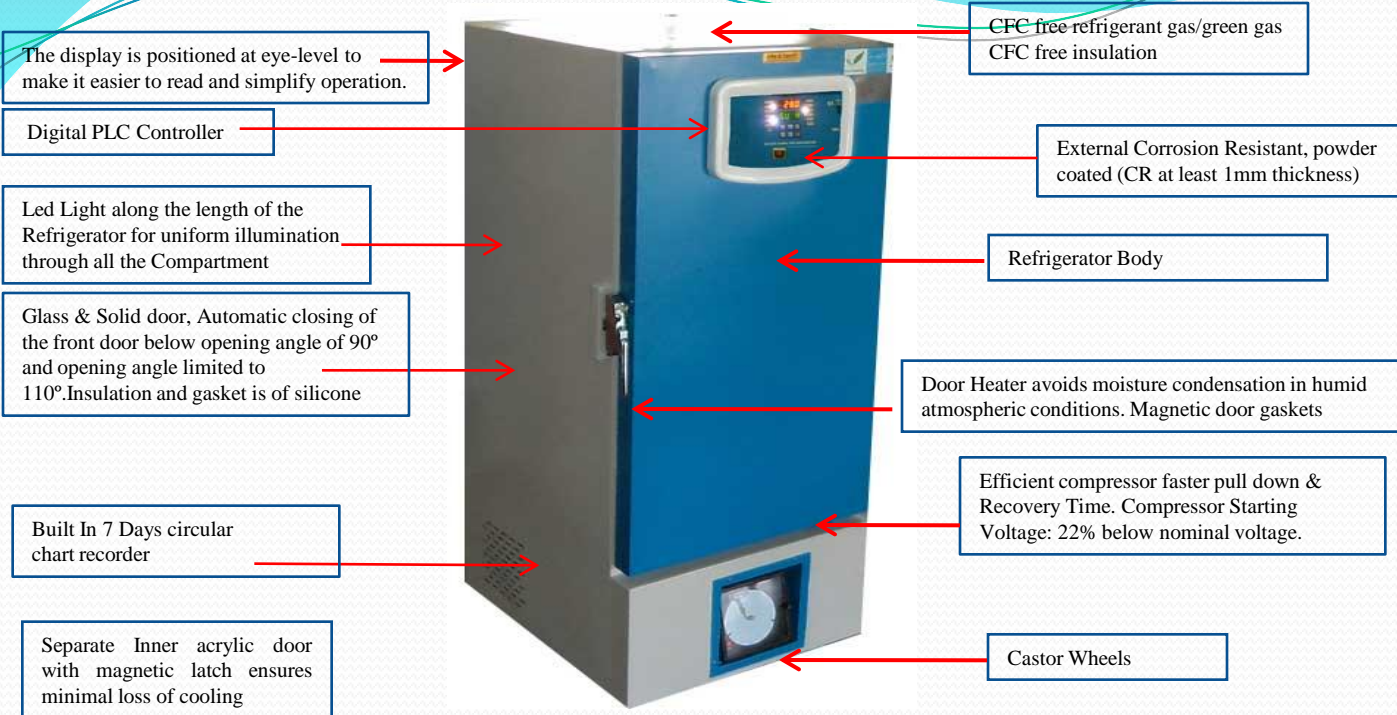 The display is positioned at eye-level to
make it easier to read and simplify operation.
Digital PLC Controller
Led Light along the length of the
Refrigerator for uniform illumination
through all the Compartment
Glass & Solid door, Automatic closing of
the front door below opening angle of 90º
and opening angle limited to
110º.Insulation and gasket is of silicone
Built In 7 Days circular
chart recorder
Separate Inner acrylic door
with magnetic latch ensures
minimal loss of cooling
CFC free refrigerant gas/green gas
CFC free insulation
External Corrosion Resistant, powder
coated (CR at least 1mm thickness)
Refrigerator Body
Door Heater avoids moisture condensation in humid
atmospheric conditions. Magnetic door gaskets
Efficient compressor faster pull down &
Recovery Time. Compressor Starting
Voltage: 22% below nominal voltage.
Castor Wheels